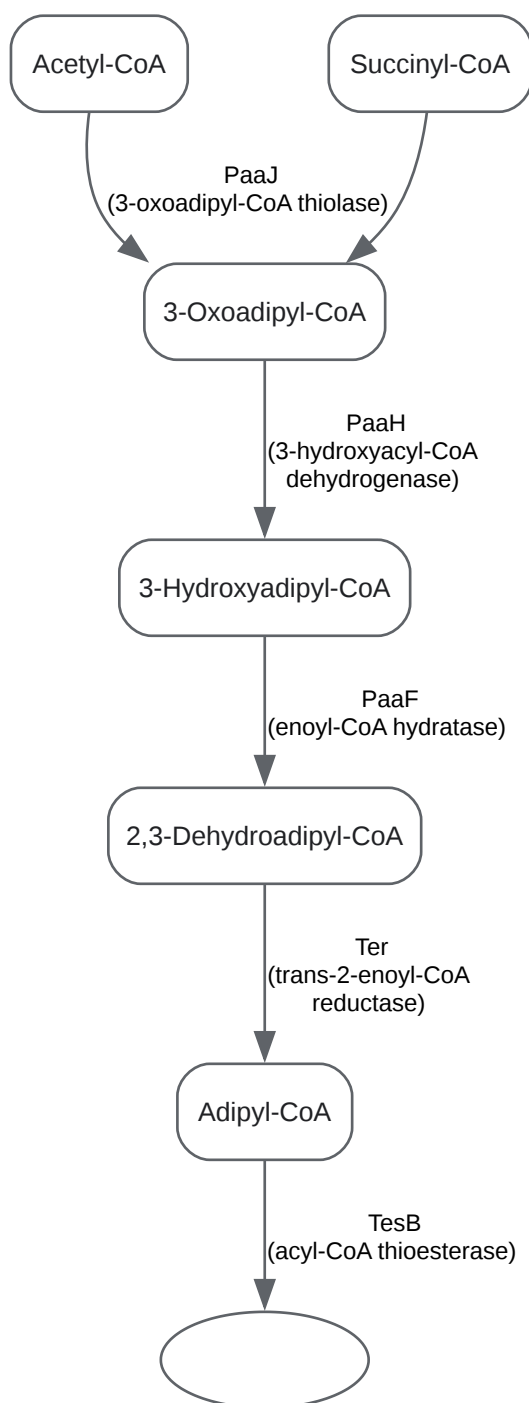 Acetyl-CoA
Succinyl-CoA
PaaJ
(3-oxoadipyl-CoA thiolase)
3-Oxoadipyl-CoA
PaaH
(3-hydroxyacyl-CoA
dehydrogenase)
3-Hydroxyadipyl-CoA
PaaF
(enoyl-CoA hydratase)
2,3-Dehydroadipyl-CoA
Ter
(trans-2-enoyl-CoA
reductase)
Adipyl-CoA
TesB
(acyl-CoA thioesterase)